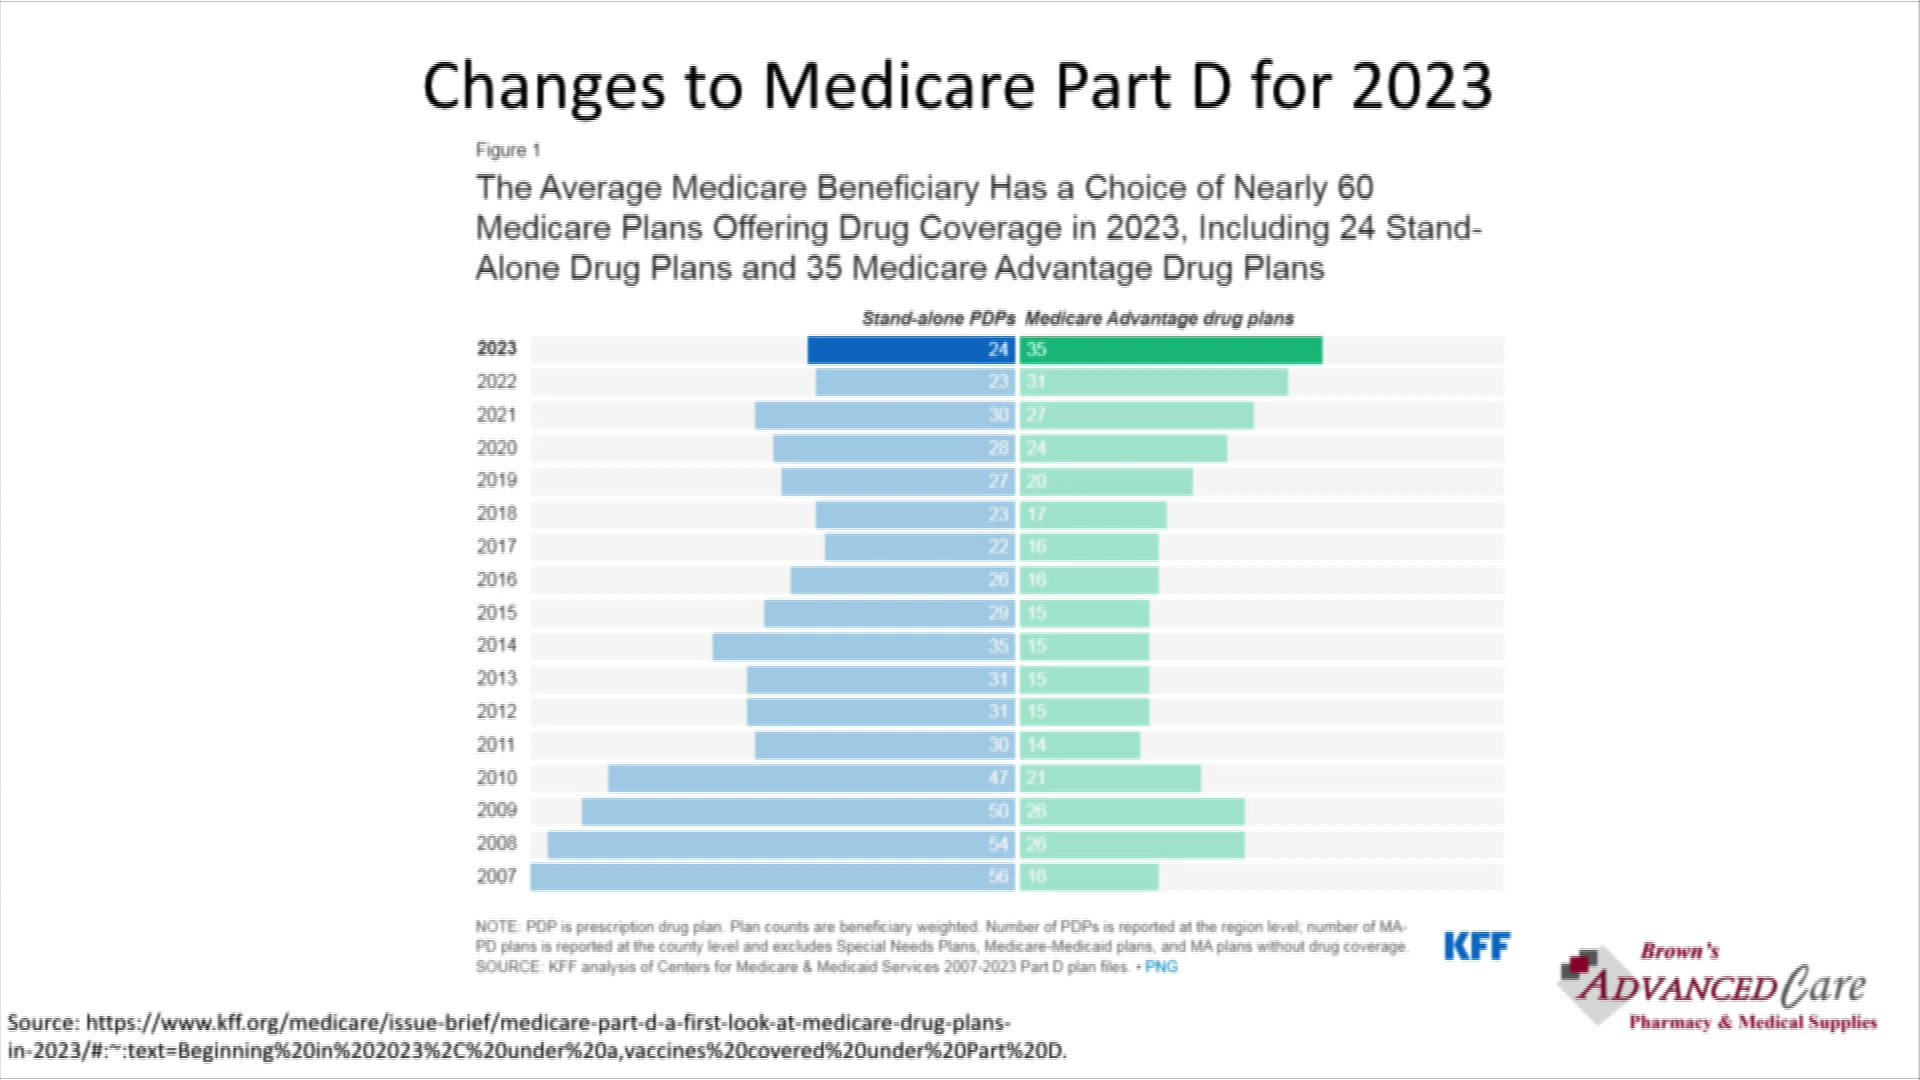 Changes to Medicare Part D for 2023
Figure 1
The Average Medicare Beneficiary Has a Choice of Nearly 60
Medicare Plans Offering Drug Coverage in 2023, Including 24 Stand-
Alone Drug Plans and 35 Medicare Advantage Drug Plans
Stand-alone PDPs Medicare Advantage drug plans
2023 24 35
2022 23 31
2021 30 27
2020 28 24
2019 27 20
2018 23 17
2017 22 16
2016 26 16
2015 29 15
2014 35 15
2013 31 15
2012 31 15
2011 30 14
2010 47 21
2009 50 26
2008 54 26
2007 56 16
NOTE: PDP is prescription drug plan. Plan counts are beneficiary weighted. Number of PDPs is reported at the region level; number of MA-
PD plans is reported at the county level and excludes Special Needs Plans, Medicare-Medicaid plans, and MA plans without drug coverage.
SOURCE: KFF analysis of Centers for Medicare & Medicaid Services 2007-2023 Part D plan files. • PNG
KFF
Brown's
ADVANCED Care
Pharmacy & Medical Supplies
Source: https://www.kff.org/medicare/issue-brief/medicare-part-d-a-first-look-at-medicare-drug-plans-
in-2023/#:~:text=Beginning%20in%202023%2C%20under%20a,vaccines%20covered%20under%20Part%20D.